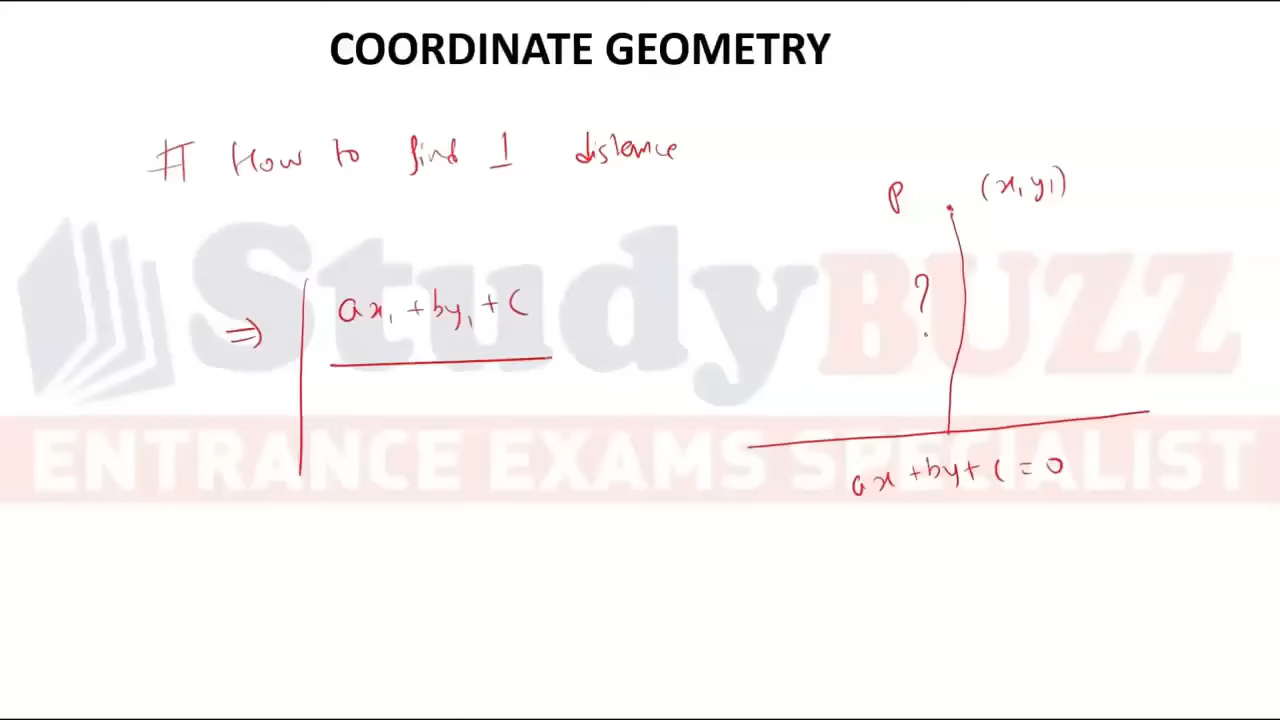 COORDINATE GEOMETRY
# How to find ⊥ distance
P (x₁ y₁)
StudyBUZZ
⇒ | ax₁ + by₁ + C
?
ENTRANCE EXAMS SPECIALIST
ax + by + C = 0